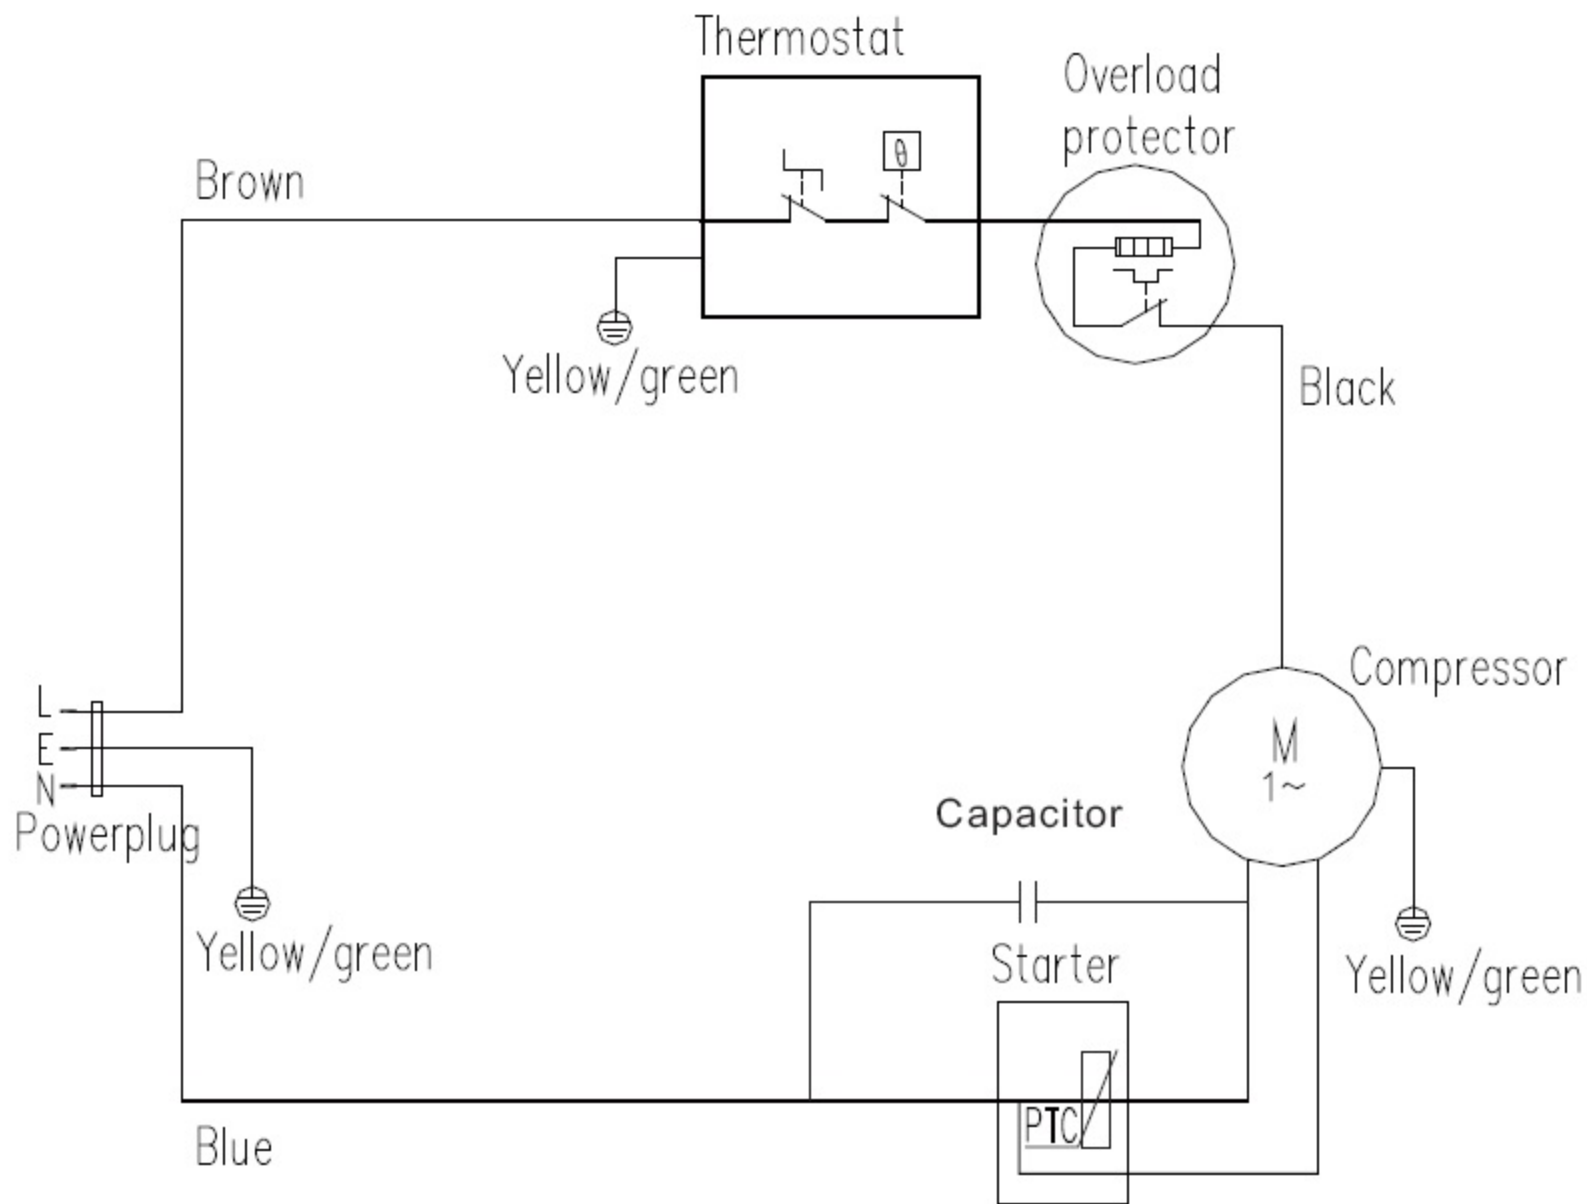 Thermostat
Overload
protector
θ
Brown
Yellow/green
Black
Compressor
L
E
N
Powerplug
M
1~
Capacitor
Yellow/green
Starter
Yellow/green
PTC
Blue